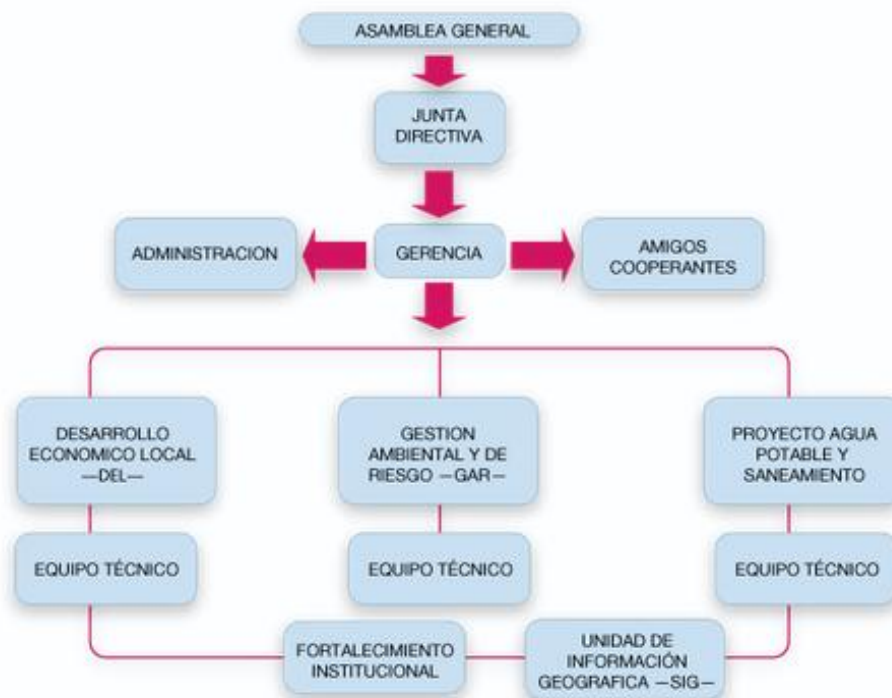 ASAMBLEA GENERAL
JUNTA
DIRECTIVA
ADMINISTRACION
GERENCIA
AMIGOS
COOPERANTES
DESARROLLO
ECONOMICO LOCAL
—DEL—
GESTION
AMBIENTAL Y DE
RIESGO —GAR—
PROYECTO AGUA
POTABLE Y
SANEAMIENTO
EQUIPO TÉCNICO
EQUIPO TÉCNICO
EQUIPO TÉCNICO
FORTALECIMIENTO
INSTITUCIONAL
UNIDAD DE
INFORMACIÓN
GEOGRAFICA —SIG—